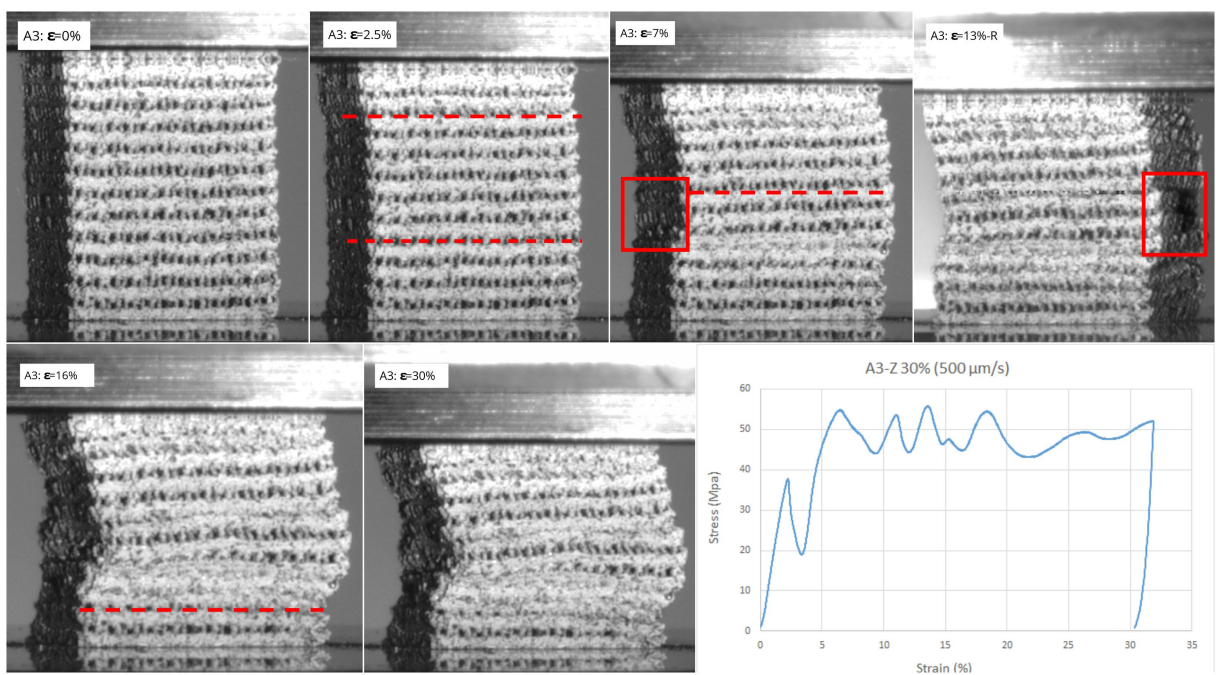 A3: ε=0%
A3: ε=2.5%
A3: ε=7%
A3: ε=13%-R
A3: ε=16%
A3: ε=30%
A3-Z 30% (500 µm/s)
60
50
40
30
20
10
0
Stress (Mpa)
0 5 10 15 20 25 30 35
Strain (%)